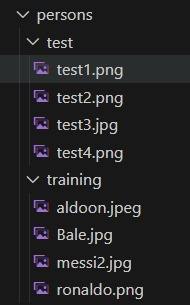 persons
test
test1.png
test2.png
test3.jpg
test4.png
training
aldoon.jpeg
Bale.jpg
messi2.jpg
ronaldo.png